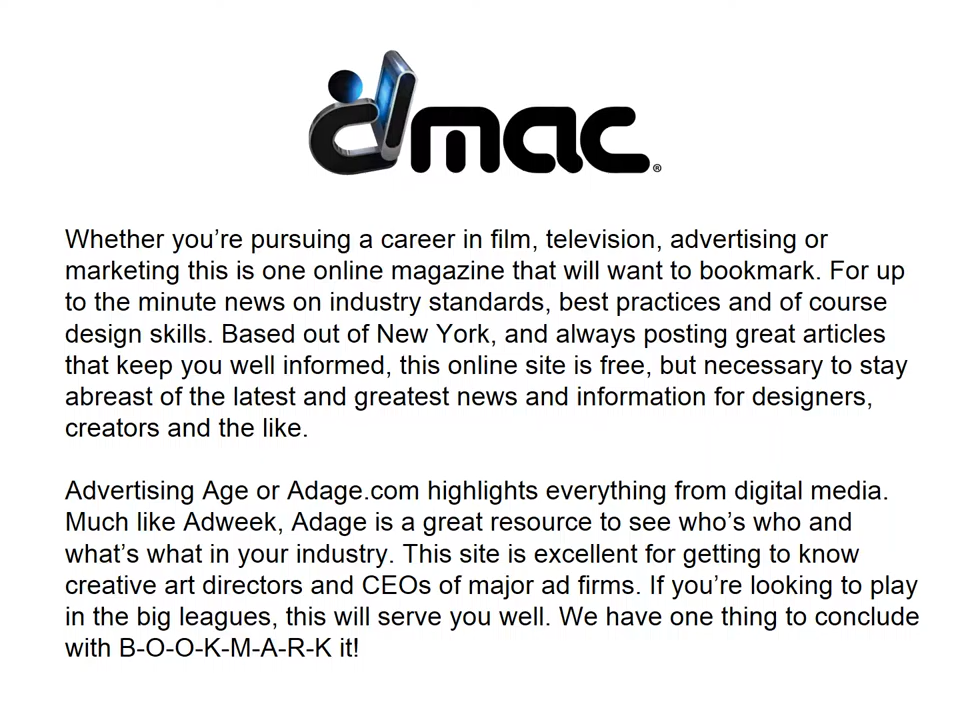 dmac®
Whether you’re pursuing a career in film, television, advertising or
marketing this is one online magazine that will want to bookmark. For up
to the minute news on industry standards, best practices and of course
design skills. Based out of New York, and always posting great articles
that keep you well informed, this online site is free, but necessary to stay
abreast of the latest and greatest news and information for designers,
creators and the like.
Advertising Age or Adage.com highlights everything from digital media.
Much like Adweek, Adage is a great resource to see who’s who and
what’s what in your industry. This site is excellent for getting to know
creative art directors and CEOs of major ad firms. If you’re looking to play
in the big leagues, this will serve you well. We have one thing to conclude
with B-O-O-K-M-A-R-K it!